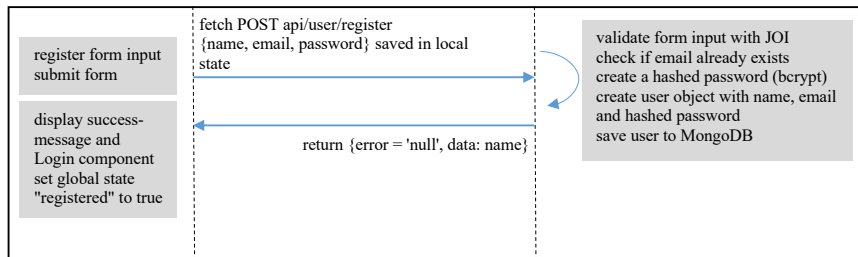 register form input
submit form
fetch POST api/user/register
{name, email, password} saved in local
state
validate form input with JOI
check if email already exists
create a hashed password (bcrypt)
create user object with name, email
and hashed password
save user to MongoDB
return {error = 'null', data: name}
display success-
message and
Login component
set global state
"registered" to true